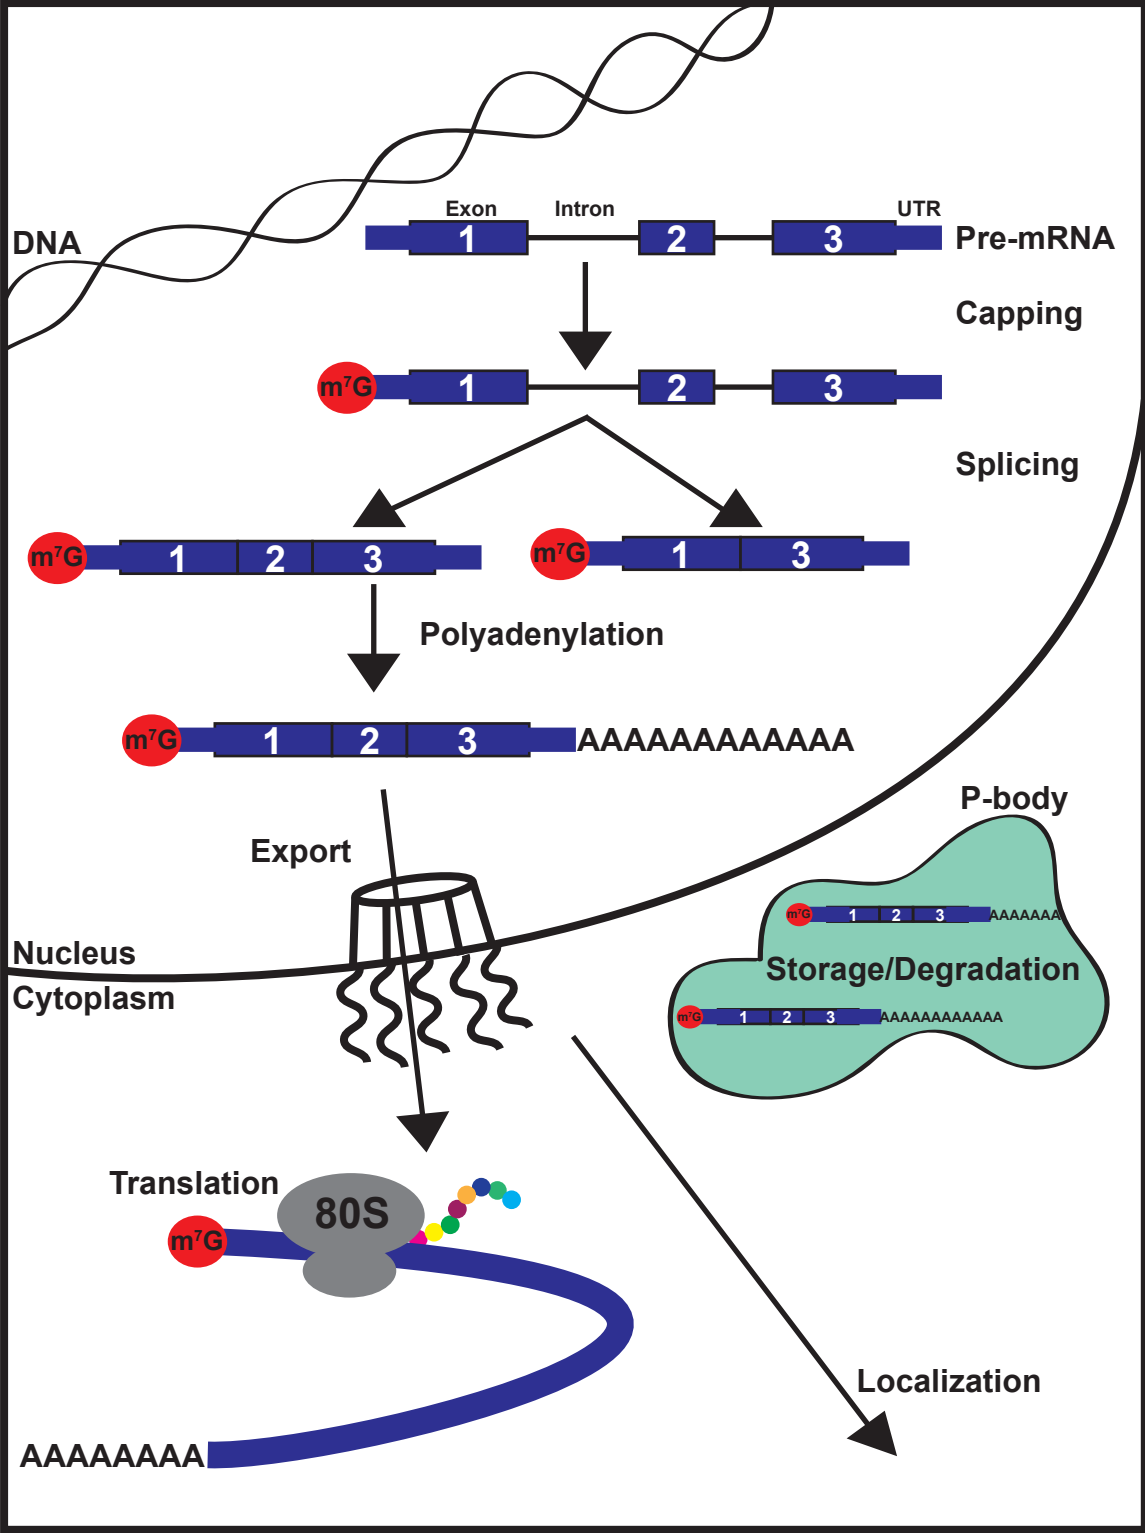 Exon Intron UTR
DNA
1 2 3 Pre-mRNA
Capping
m⁷G 1 2 3
Splicing
m⁷G 1 2 3
m⁷G 1 3
Polyadenylation
m⁷G 1 2 3 AAAAAAAAAAAA
P-body
Export
m⁷G 1 2 3 AAAAAAA
Nucleus
Storage/Degradation
Cytoplasm
m⁷G 1 2 3 AAAAAAAAAAAA
Translation
80S
m⁷G
Localization
AAAAAAAA